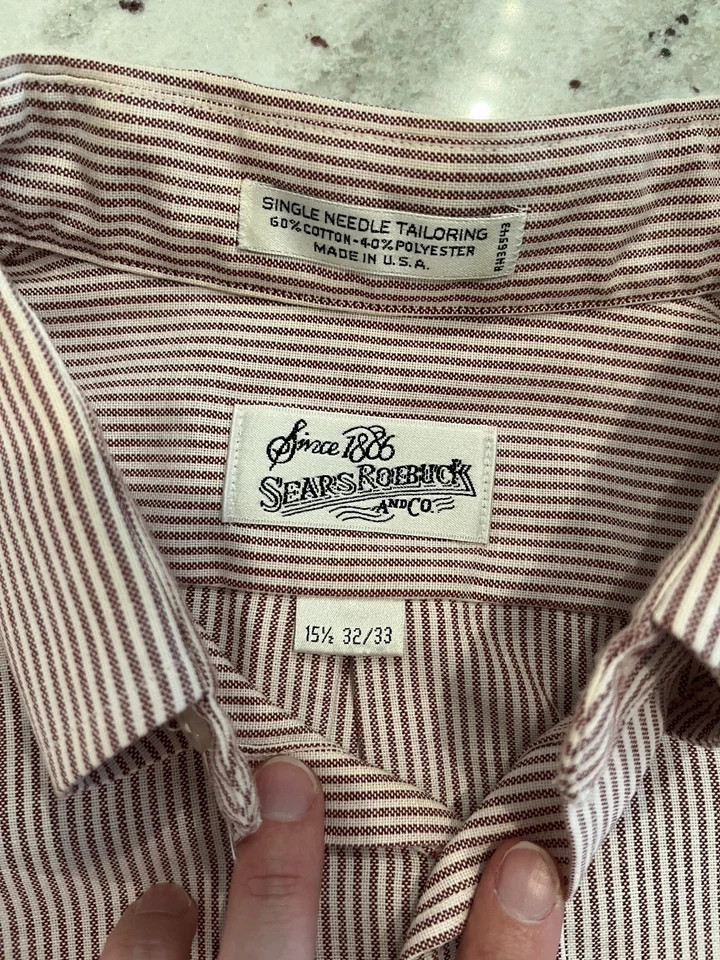 SINGLE NEEDLE TAILORING
60% COTTON-40% POLYESTER
MADE IN U.S.A.
RN36543
Since 1886
SEARS ROEBUCK
AND CO.
15½ 32/33